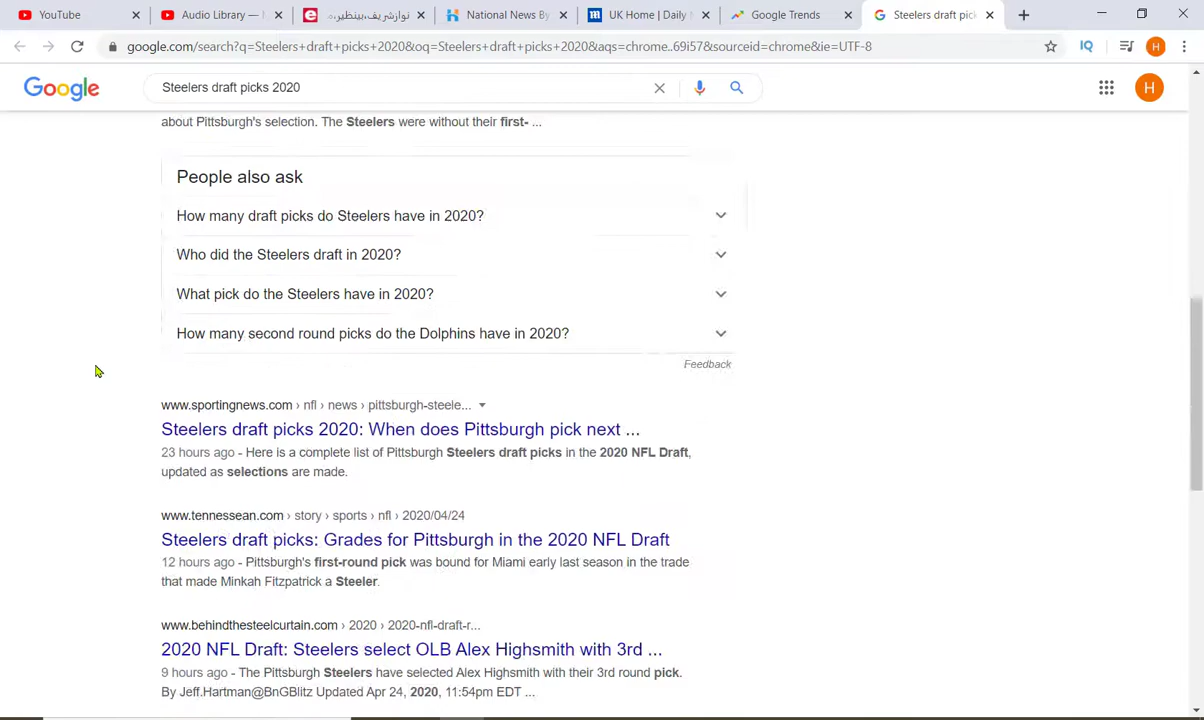 YouTube
Audio Library —
نوازشریف،بینظیر،
National News By
UK Home | Daily
Google Trends
Steelers draft pick
google.com/search?q=Steelers+draft+picks+2020&oq=Steelers+draft+picks+2020&aqs=chrome..69i57&sourceid=chrome&ie=UTF-8
IQ
H
Google
Steelers draft picks 2020
H
about Pittsburgh's selection. The Steelers were without their first- ...
People also ask
How many draft picks do Steelers have in 2020?
Who did the Steelers draft in 2020?
What pick do the Steelers have in 2020?
How many second round picks do the Dolphins have in 2020?
Feedback
www.sportingnews.com › nfl › news › pittsburgh-steele...
Steelers draft picks 2020: When does Pittsburgh pick next ...
23 hours ago - Here is a complete list of Pittsburgh Steelers draft picks in the 2020 NFL Draft,
updated as selections are made.
www.tennessean.com › story › sports › nfl › 2020/04/24
Steelers draft picks: Grades for Pittsburgh in the 2020 NFL Draft
12 hours ago - Pittsburgh's first-round pick was bound for Miami early last season in the trade
that made Minkah Fitzpatrick a Steeler.
www.behindthesteelcurtain.com › 2020 › 2020-nfl-draft-r...
2020 NFL Draft: Steelers select OLB Alex Highsmith with 3rd ...
9 hours ago - The Pittsburgh Steelers have selected Alex Highsmith with their 3rd round pick.
By Jeff.Hartman@BnGBlitz Updated Apr 24, 2020, 11:54pm EDT ...